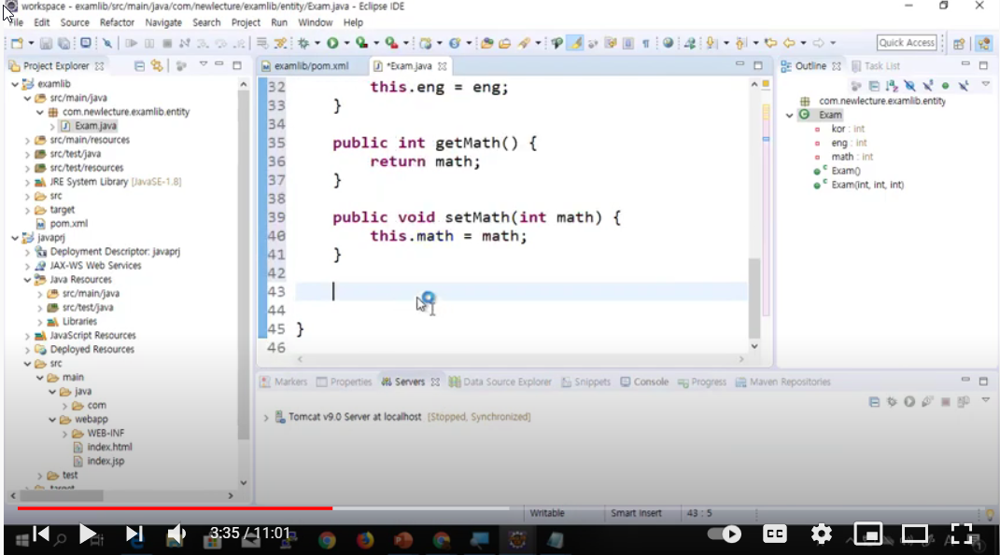 workspace - examlib/src/main/java/com/newlecture/examlib/entity/Exam.java - Eclipse IDE
File Edit Source Refactor Navigate Search Project Run Window Help
Quick Access
Project Explorer
examlib
src/main/java
com.newlecture.examlib.entity
Exam.java
src/main/resources
src/test/java
src/test/resources
JRE System Library [JavaSE-1.8]
src
target
pom.xml
javaprj
Deployment Descriptor: javaprj
JAX-WS Web Services
Java Resources
src/main/java
src/test/java
Libraries
JavaScript Resources
Deployed Resources
src
main
java
com
webapp
WEB-INF
index.html
index.jsp
test
target
examlib/pom.xml *Exam.java
32 this.eng = eng;
33 }
34
35 public int getMath() {
36 return math;
37 }
38
39 public void setMath(int math) {
40 this.math = math;
41 }
42
43
44
45 }
46
Outline Task List
com.newlecture.examlib.entity
Exam
kor : int
eng : int
math : int
Exam()
Exam(int, int, int)
Markers Properties Servers Data Source Explorer Snippets Console Progress Maven Repositories
Tomcat v9.0 Server at localhost [Stopped, Synchronized]
Writable Smart Insert 43 : 5
3:35 / 11:01
CC